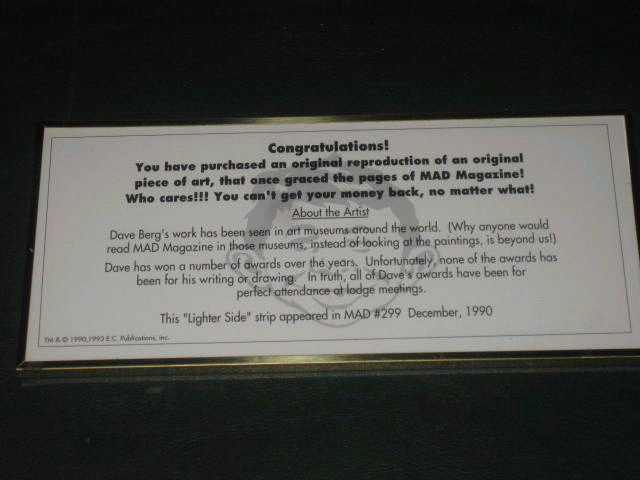 Congratulations!
You have purchased an original reproduction of an original
piece of art, that once graced the pages of MAD Magazine!
Who cares!!! You can't get your money back, no matter what!
About the Artist
Dave Berg's work has been seen in art museums around the world. (Why anyone would
read MAD Magazine in those museums, instead of looking at the paintings, is beyond us!)
Dave has won a number of awards over the years. Unfortunately, none of the awards has
been for his writing or drawing. In truth, all of Dave's awards have been for
perfect attendance at lodge meetings.
This "Lighter Side" strip appeared in MAD #299 December, 1990
TM & © 1990,1993 E.C. Publications, Inc.